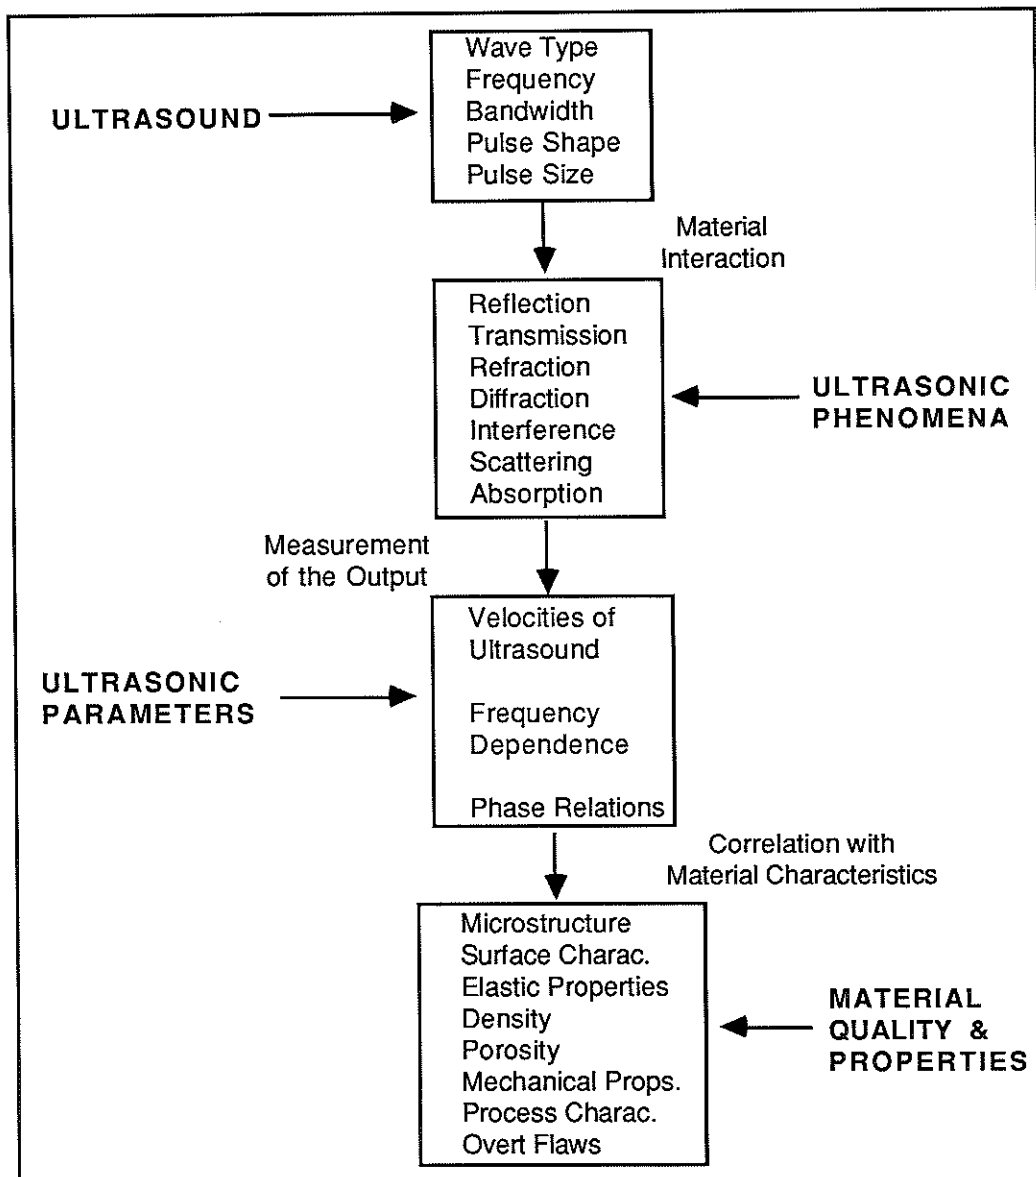 Wave Type
Frequency
ULTRASOUND
Bandwidth
Pulse Shape
Pulse Size
Material
Interaction
Reflection
Transmission
Refraction
Diffraction
Interference
Scattering
Absorption
ULTRASONIC
PHENOMENA
Measurement
of the Output
Velocities of
Ultrasound
Frequency
Dependence
Phase Relations
ULTRASONIC
PARAMETERS
Correlation with
Material Characteristics
Microstructure
Surface Charac.
Elastic Properties
Density
Porosity
Mechanical Props.
Process Charac.
Overt Flaws
MATERIAL
QUALITY &
PROPERTIES